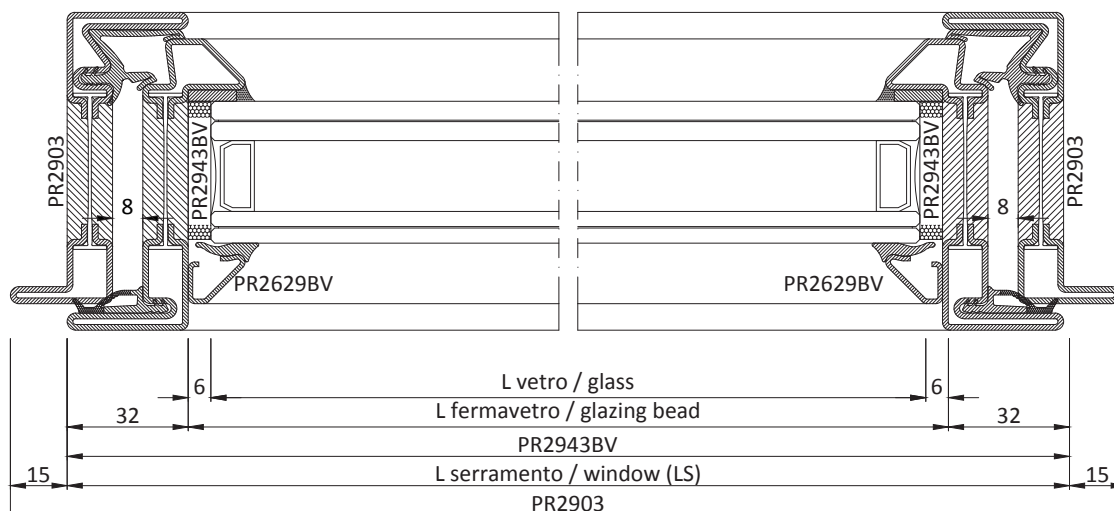 PR2903
8
PR2943BV
PR2943BV
8
PR2903
PR2629BV
PR2629BV
6
L vetro / glass
6
32
L fermavetro / glazing bead
32
PR2943BV
15
L serramento / window (LS)
15
PR2903